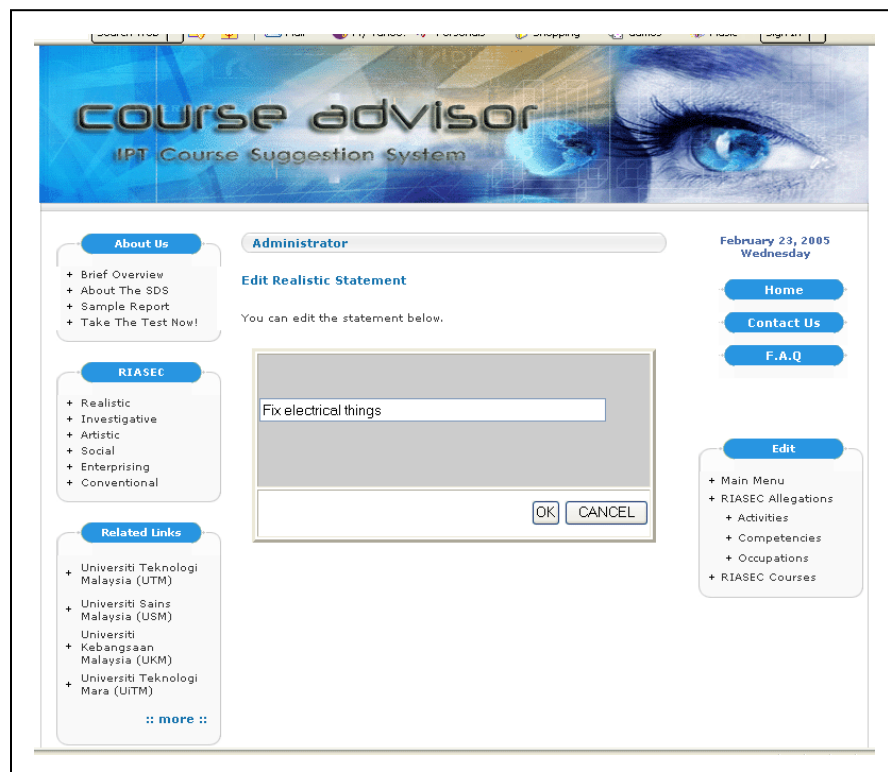 course advisor
IPT Course Suggestion System
About Us
+ Brief Overview
+ About The SDS
+ Sample Report
+ Take The Test Now!
RIASEC
+ Realistic
+ Investigative
+ Artistic
+ Social
+ Enterprising
+ Conventional
Related Links
+ Universiti Teknologi
Malaysia (UTM)
+ Universiti Sains
Malaysia (USM)
Universiti
+ Kebangsaan
Malaysia (UKM)
+ Universiti Teknologi
Mara (UiTM)
:: more ::
Administrator
Edit Realistic Statement
You can edit the statement below.
Fix electrical things
OK CANCEL
February 23, 2005
Wednesday
Home
Contact Us
F.A.Q
Edit
+ Main Menu
+ RIASEC Allegations
+ Activities
+ Competencies
+ Occupations
+ RIASEC Courses